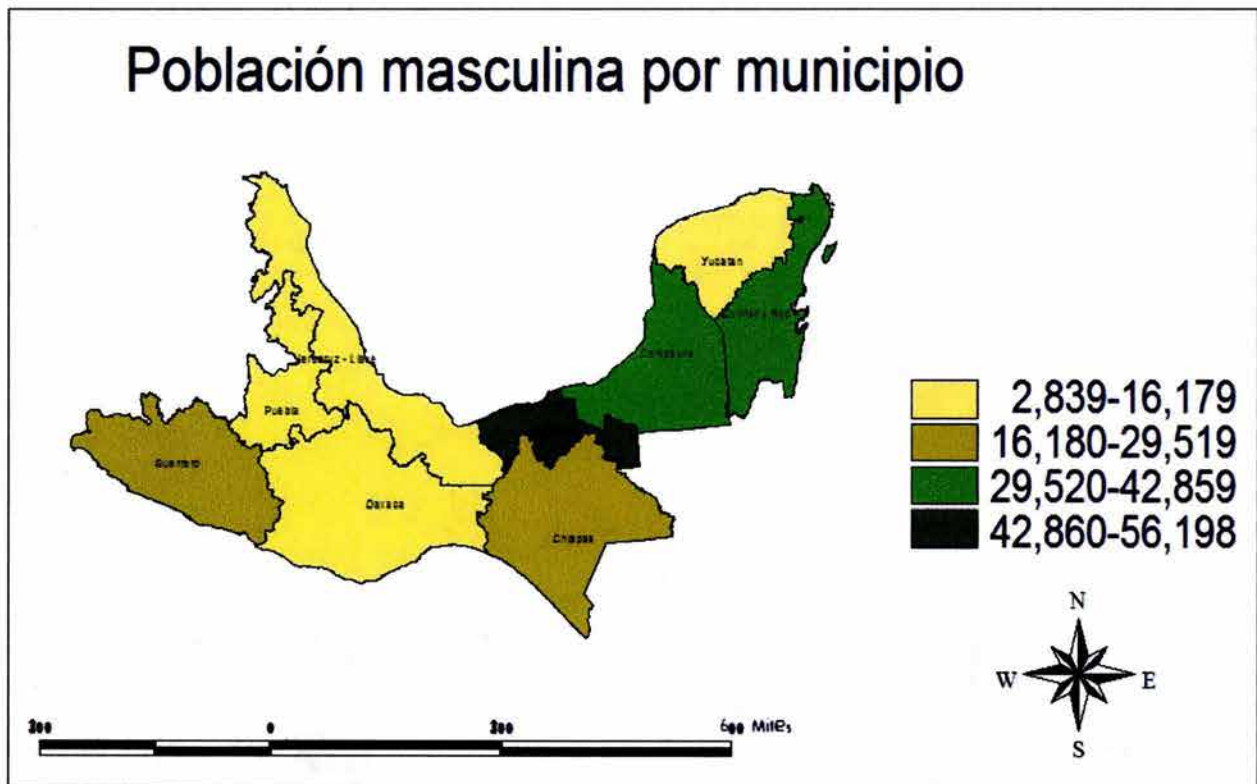 Población masculina por municipio
Yucatan
Campeche
Veracruz - Llave
Puebla
Guerrero
Oaxaca
Chiapas
2,839-16,179
16,180-29,519
29,520-42,859
42,860-56,198
N
W E
S
300 0 300 600 Miles